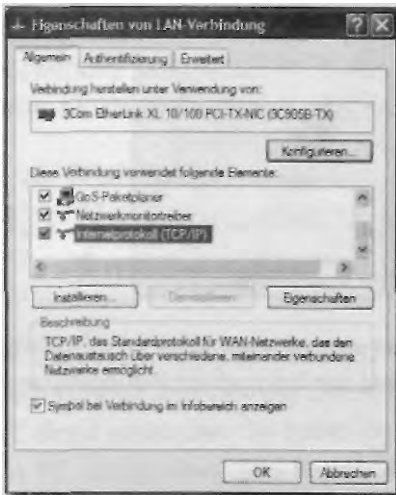 Eigenschaften von LAN-Verbindung
Allgemein Authentifizierung Erweitert
Verbindung herstellen unter Verwendung von:
3Com EtherLink XL 10/100 PCI-TX-NIC (3C905B-TX)
Konfigurieren...
Diese Verbindung verwendet folgende Elemente:
QoS-Paketplaner
Netzwerkmonitortreiber
Internetprotokoll (TCP/IP)
Installieren... Deinstallieren Eigenschaften
Beschreibung
TCP/IP, das Standardprotokoll für WAN-Netzwerke, das den
Datenaustausch über verschiedene, miteinander verbundene
Netzwerke ermöglicht.
Symbol bei Verbindung im Infobereich anzeigen
OK Abbrechen